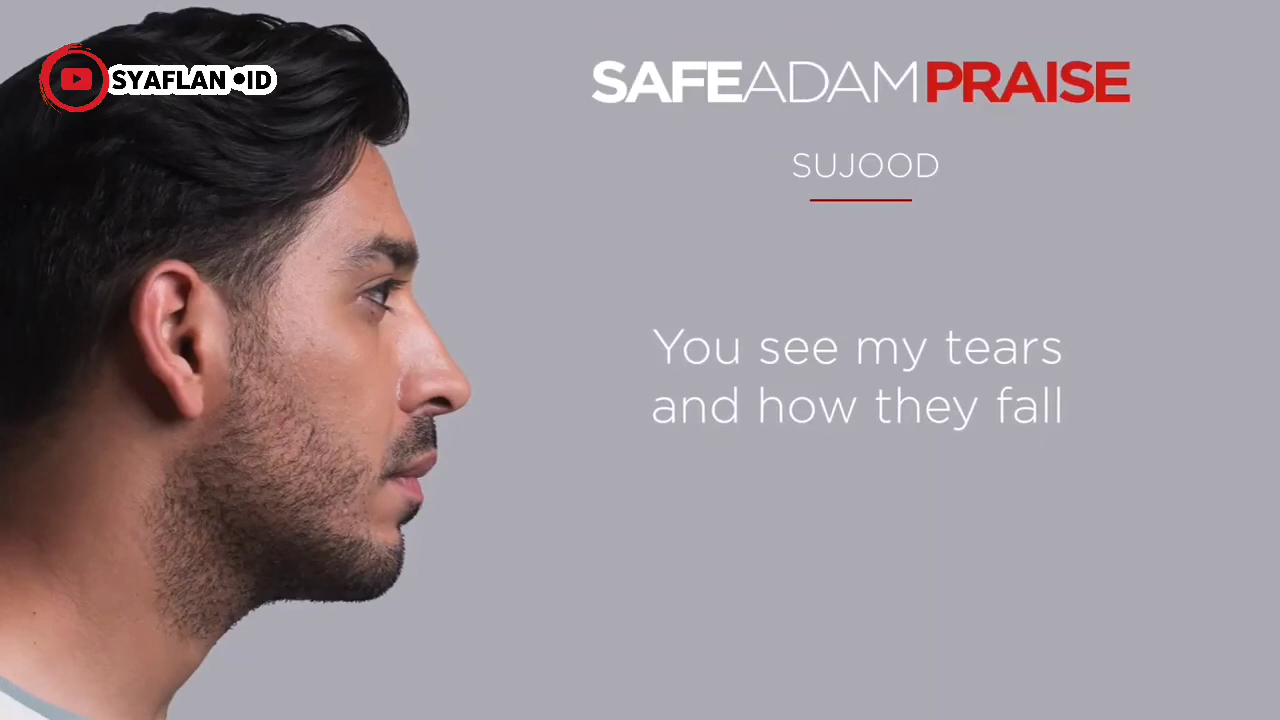 SYAFLAN ID
SAFEADAMPRAISE
SUJOOD
You see my tears
and how they fall